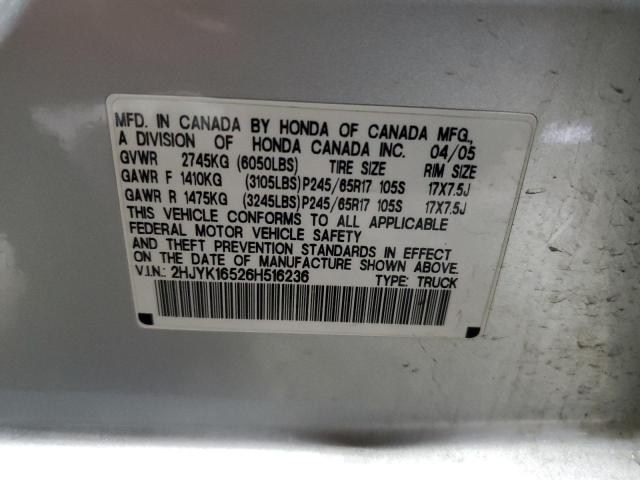 MFD. IN CANADA BY HONDA OF CANADA MFG.,
A DIVISION OF HONDA CANADA INC. 04/05
GVWR 2745KG (6050LBS) TIRE SIZE RIM SIZE
GAWR F 1410KG (3105LBS) P245/65R17 105S 17X7.5J
GAWR R 1475KG (3245LBS) P245/65R17 105S 17X7.5J
THIS VEHICLE CONFORMS TO ALL APPLICABLE
FEDERAL MOTOR VEHICLE SAFETY
AND THEFT PREVENTION STANDARDS IN EFFECT
ON THE DATE OF MANUFACTURE SHOWN ABOVE.
V.I.N.: 2HJYK16526H516236 TYPE: TRUCK